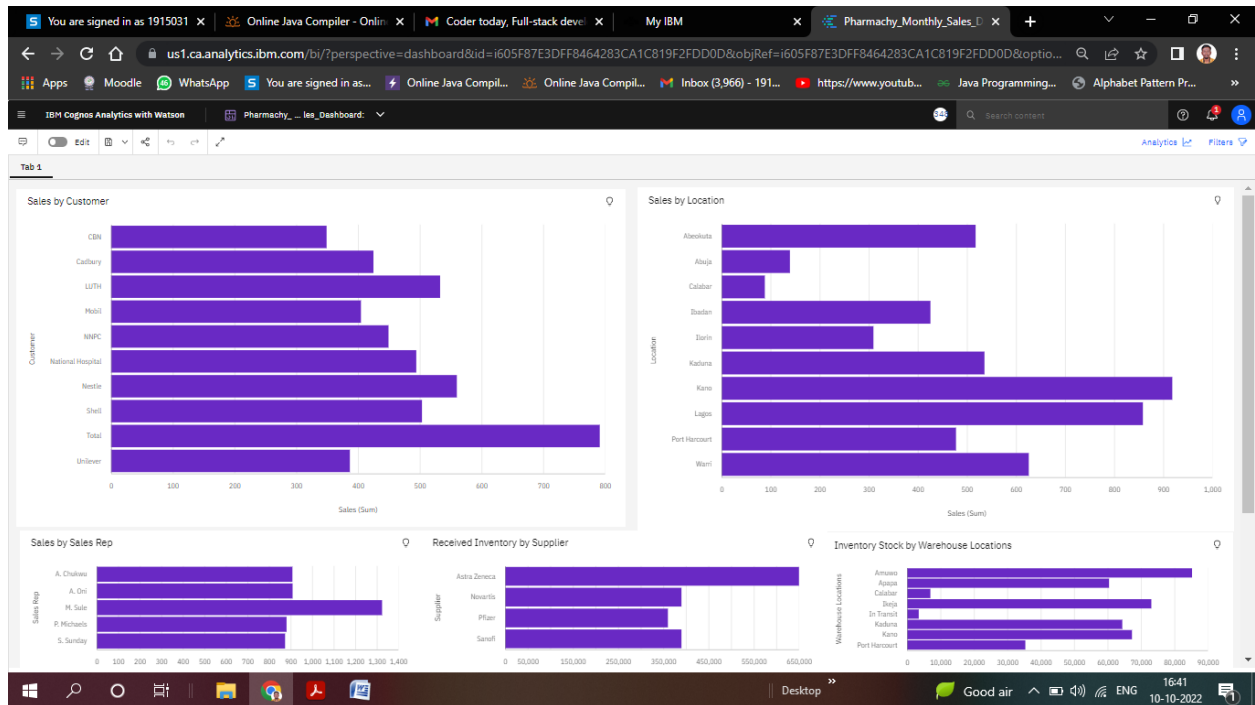 You are signed in as 1915031
Online Java Compiler - Onlin
Coder today, Full-stack devel
My IBM
Pharmachy_Monthly_Sales_D
us1.ca.analytics.ibm.com/bi/?perspective=dashboard&id=i605F87E3DFF8464283CA1C819F2FDD0D&objRef=i605F87E3DFF8464283CA1C819F2FDD0D&optio...
Apps
Moodle
WhatsApp
You are signed in as...
Online Java Compil...
Online Java Compil...
Inbox (3,966) - 191...
https://www.youtub...
Java Programming...
Alphabet Pattern Pr...
IBM Cognos Analytics with Watson
Pharmachy_ ... les_Dashboard:
Search content
Edit
Analytics
Filters
Tab 1
Sales by Customer
Customer
CBN
Cadbury
LUTH
Mobil
NNPC
National Hospital
Nestle
Shell
Total
Unilever
0 100 200 300 400 500 600 700 800
Sales (Sum)
Sales by Location
Location
Abeokuta
Abuja
Calabar
Ibadan
Ilorin
Kaduna
Kano
Lagos
Port Harcourt
Warri
0 100 200 300 400 500 600 700 800 900 1,000
Sales (Sum)
Sales by Sales Rep
Sales Rep
A. Chukwu
A. Oni
M. Sule
P. Michaels
S. Sunday
0 100 200 300 400 500 600 700 800 900 1,000 1,100 1,200 1,300 1,400
Received Inventory by Supplier
Supplier
Astra Zeneca
Novartis
Pfizer
Sanofi
0 50,000 150,000 250,000 350,000 450,000 550,000 650,000
Inventory Stock by Warehouse Locations
Warehouse Locations
Amuwo
Apapa
Calabar
Ikeja
In Transit
Kaduna
Kano
Port Harcourt
0 10,000 20,000 30,000 40,000 50,000 60,000 70,000 80,000 90,000
Desktop
Good air
ENG
16:41
10-10-2022